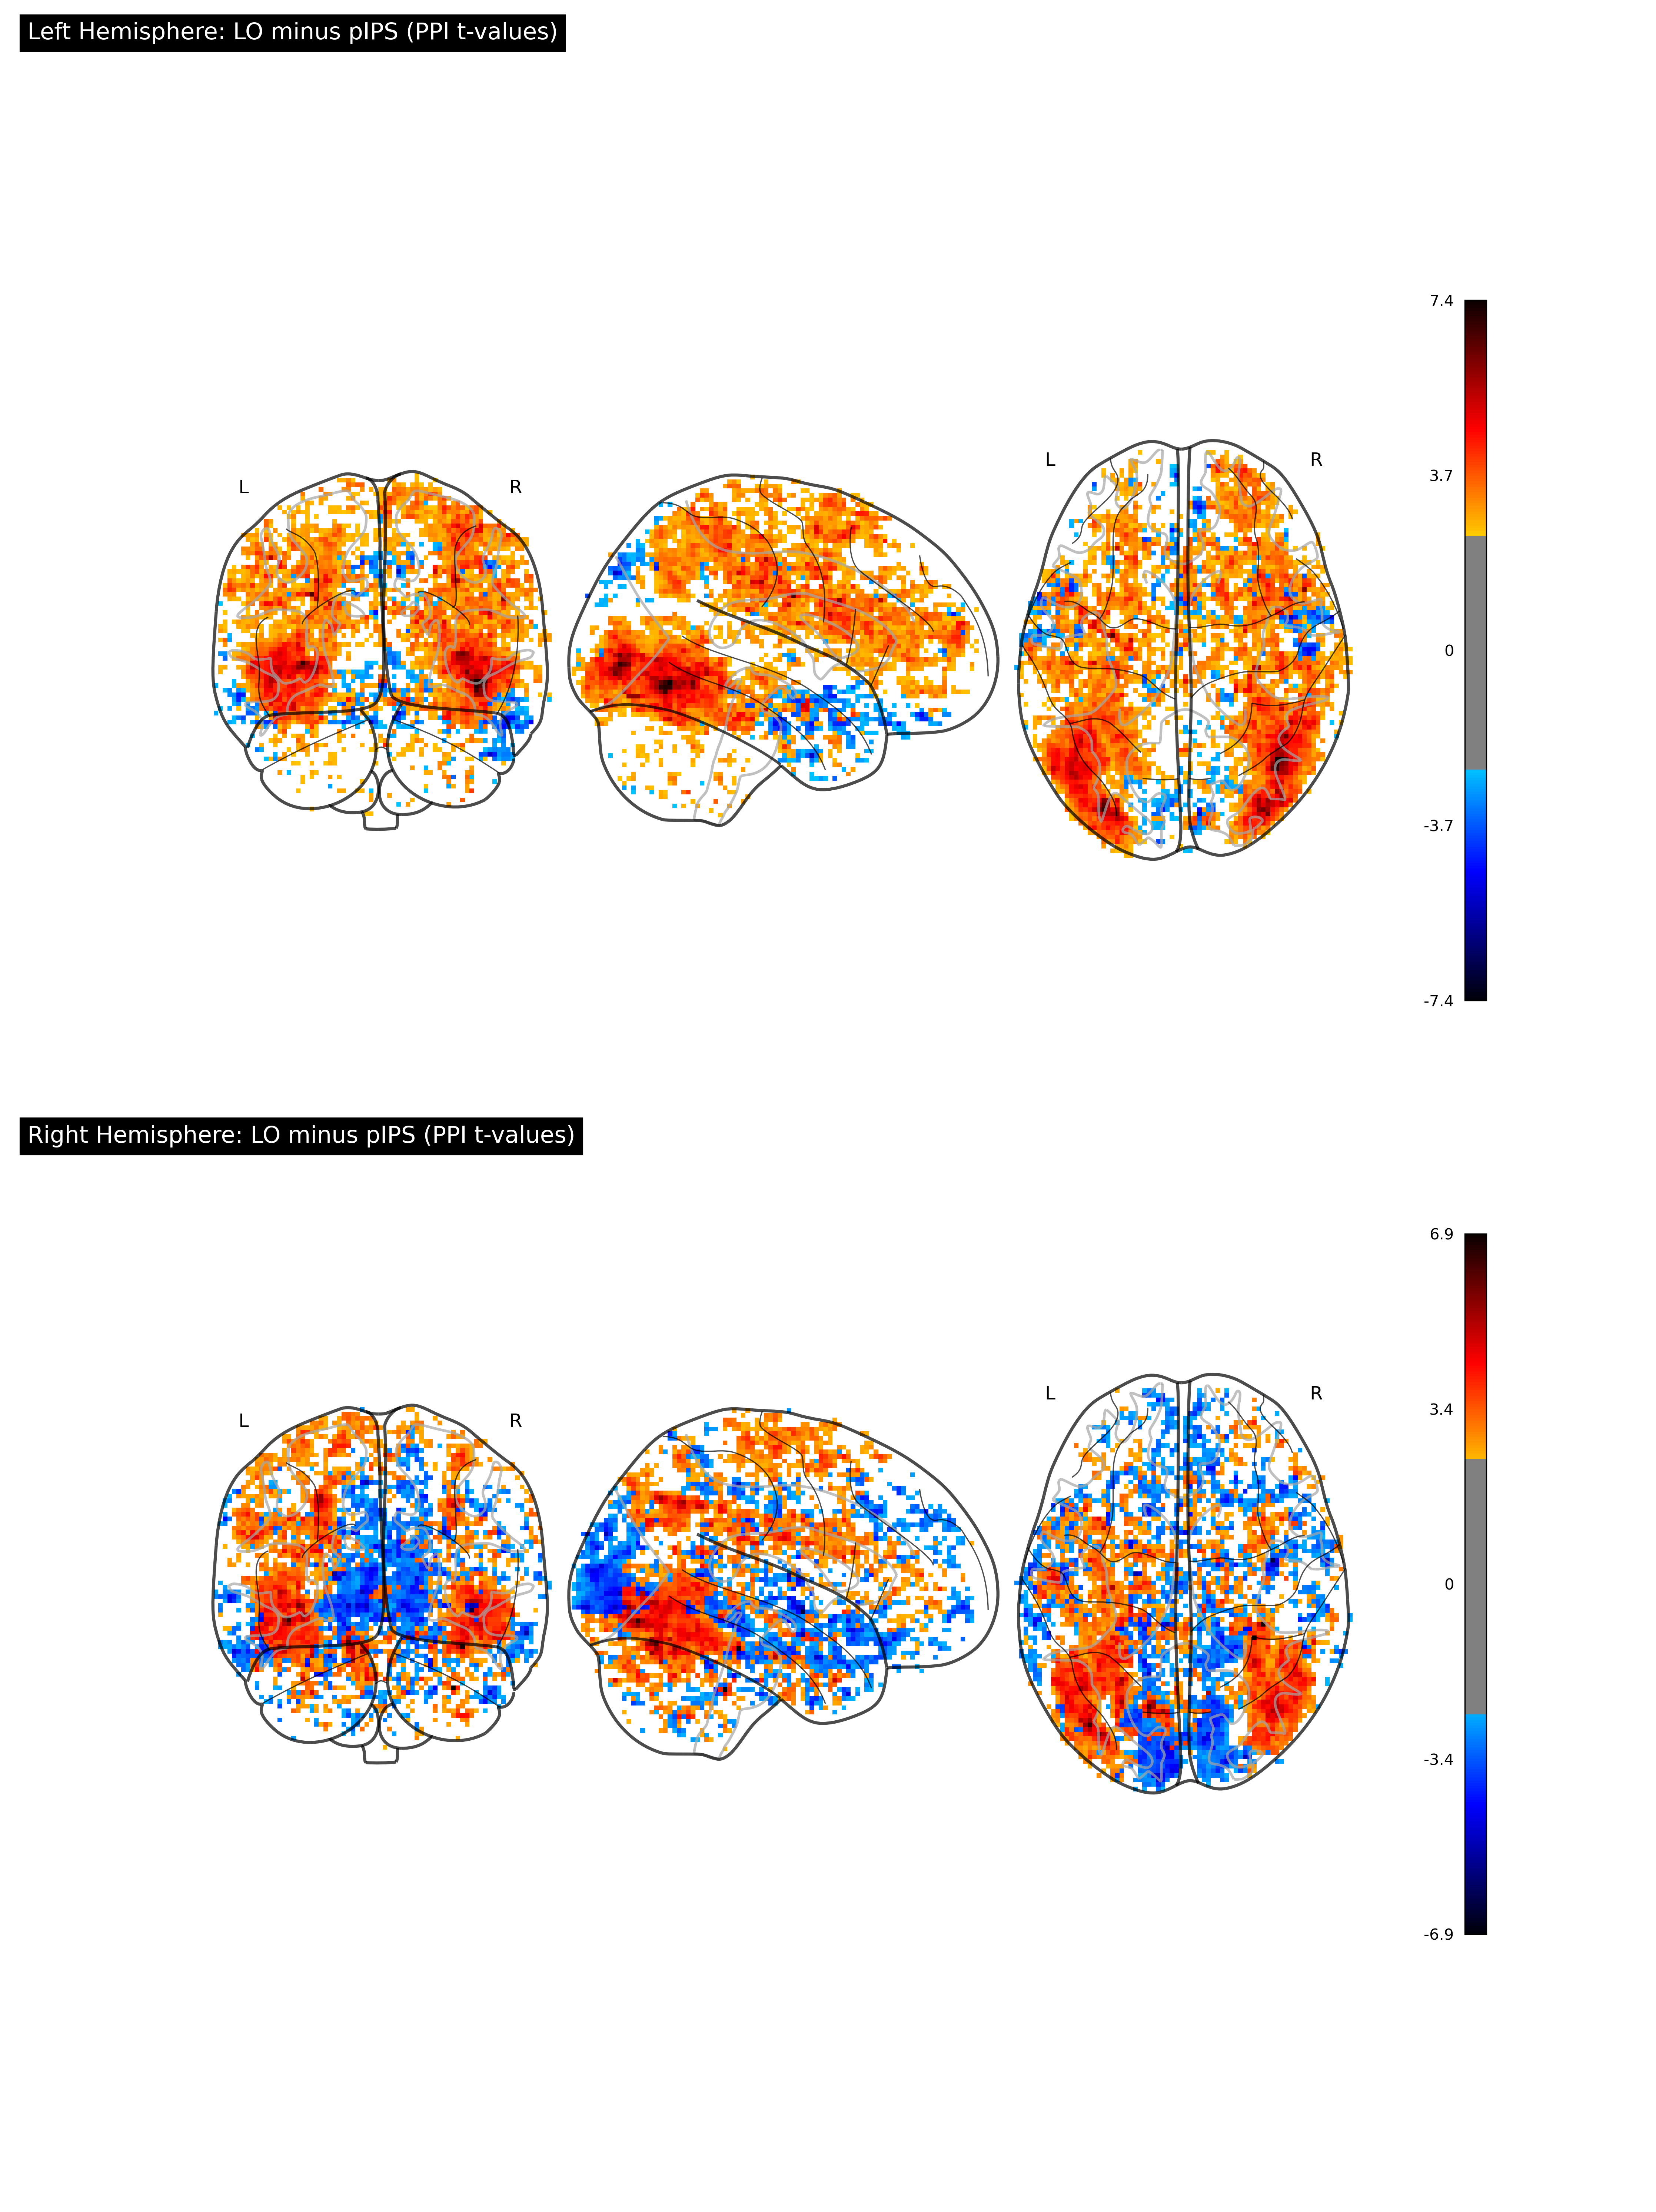 Left Hemisphere: LO minus pIPS (PPI t-values)
L
R
L
R
7.4
3.7
0
-3.7
-7.4
Right Hemisphere: LO minus pIPS (PPI t-values)
L
R
L
R
6.9
3.4
0
-3.4
-6.9